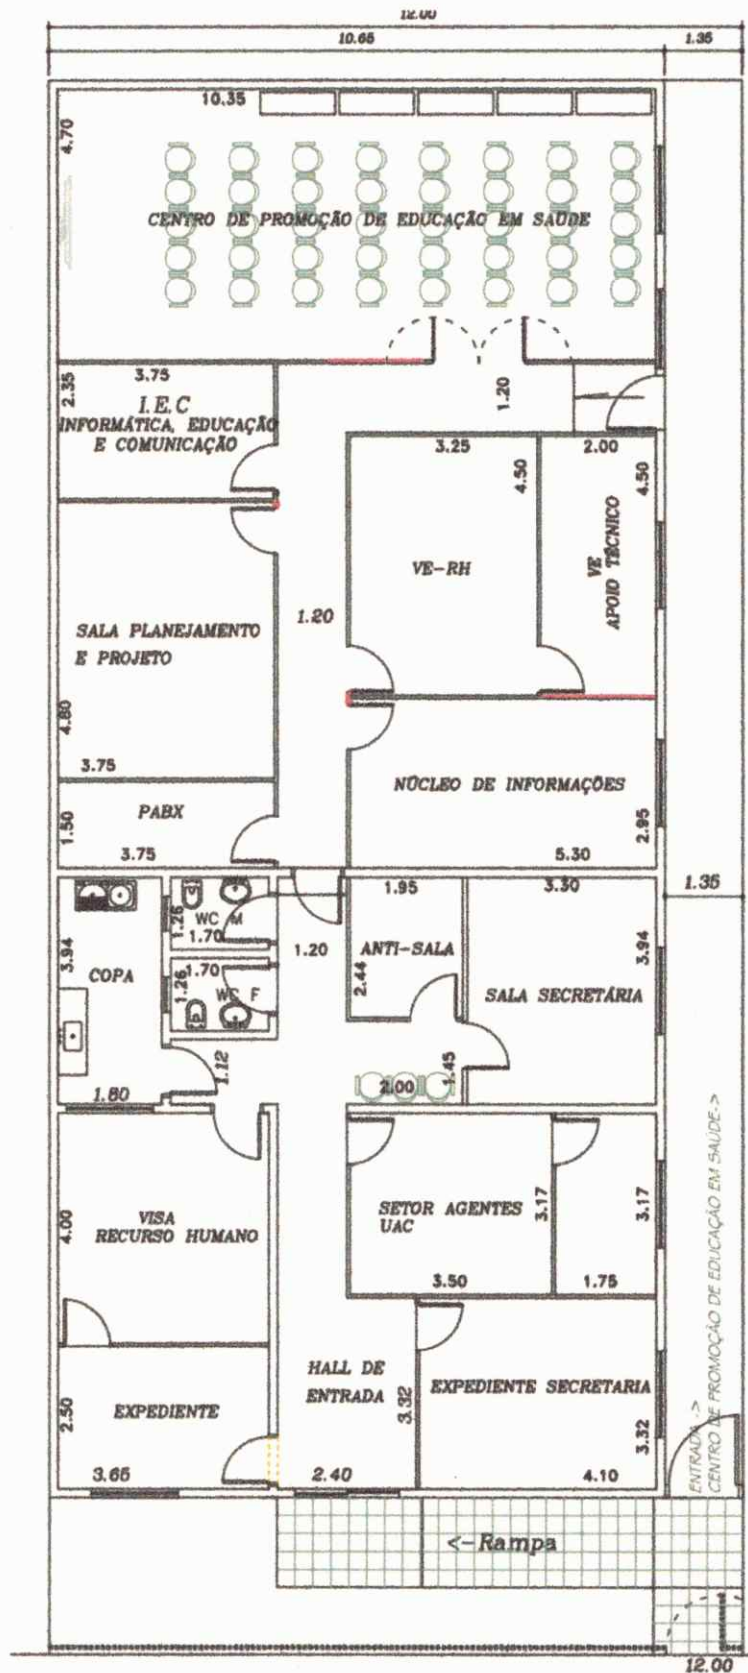 12.00
10.65
1.35
10.35
4.70
CENTRO DE PROMOÇÃO DE EDUCAÇÃO EM SAÚDE
2.35
3.75
I.E.C
INFORMÁTICA, EDUCAÇÃO
E COMUNICAÇÃO
1.20
3.25
2.00
4.50
4.50
VE-RH
VE
APOIO TÉCNICO
1.20
SALA PLANEJAMENTO
E PROJETO
4.80
3.75
PABX
1.50
3.75
NÚCLEO DE INFORMAÇÕES
2.95
5.30
1.35
1.26
WC M
1.70
1.95
3.30
3.94
COPA
1.20
ANTI-SALA
2.44
3.94
SALA SECRETÁRIA
1.70
1.26
WC F
1.12
1.80
2.00
1.45
4.00
VISA
RECURSO HUMANO
SETOR AGENTES
UAC
3.17
3.17
3.50
1.75
2.50
EXPEDIENTE
3.65
HALL DE
ENTRADA
3.32
2.40
EXPEDIENTE SECRETARIA
3.32
4.10
ENTRADA ->
CENTRO DE PROMOÇÃO DE EDUCAÇÃO EM SAÚDE->
<-Rampa
12.00